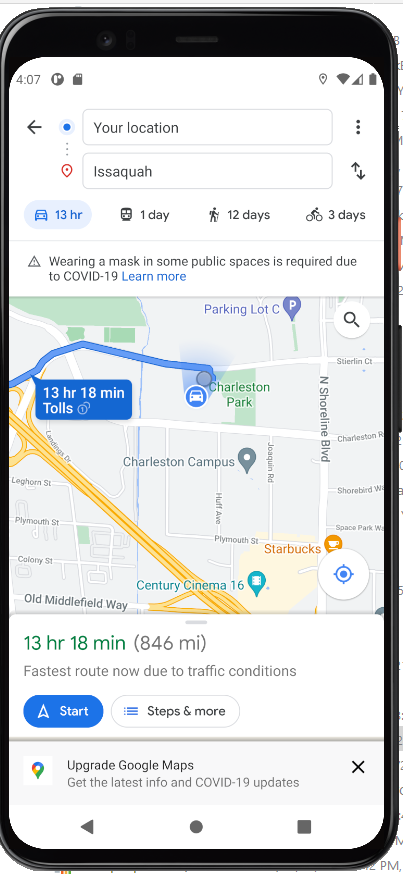 4:07
Your location
Issaquah
13 hr
1 day
12 days
3 days
Wearing a mask in some public spaces is required due
to COVID-19 Learn more
Parking Lot C
P
Stierlin Ct
13 hr 18 min
Tolls
Charleston
Park
N Shoreline Blvd
Landings Dr
Charleston R
Charleston Campus
Joaquin Rd
Leghorn St
Huff Ave
Shorebird Wa
Plymouth St
Space Park Wa
Plymouth St
Starbucks
Colony St
Century Cinema 16
Old Middlefield Way
13 hr 18 min (846 mi)
Fastest route now due to traffic conditions
Start
Steps & more
Upgrade Google Maps
Get the latest info and COVID-19 updates